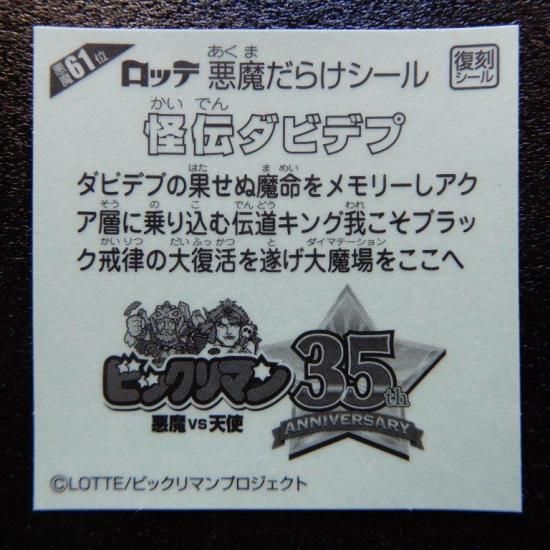 悪魔61位 ロッテ 悪魔だらけシール 復刻シール
あくま
怪伝ダビデプ
かいでん
ダビデブの果せぬ魔命をメモリーしアク
はた まめい
ア層に乗り込む伝道キング我こそブラッ
そう の こ でんどう われ
ク戒律の大復活を遂げ大魔場をここへ
かいりつ だいふっかつ と ダイマテーション
ビックリマン 35th
悪魔VS天使 ANNIVERSARY
©LOTTE/ビックリマンプロジェクト